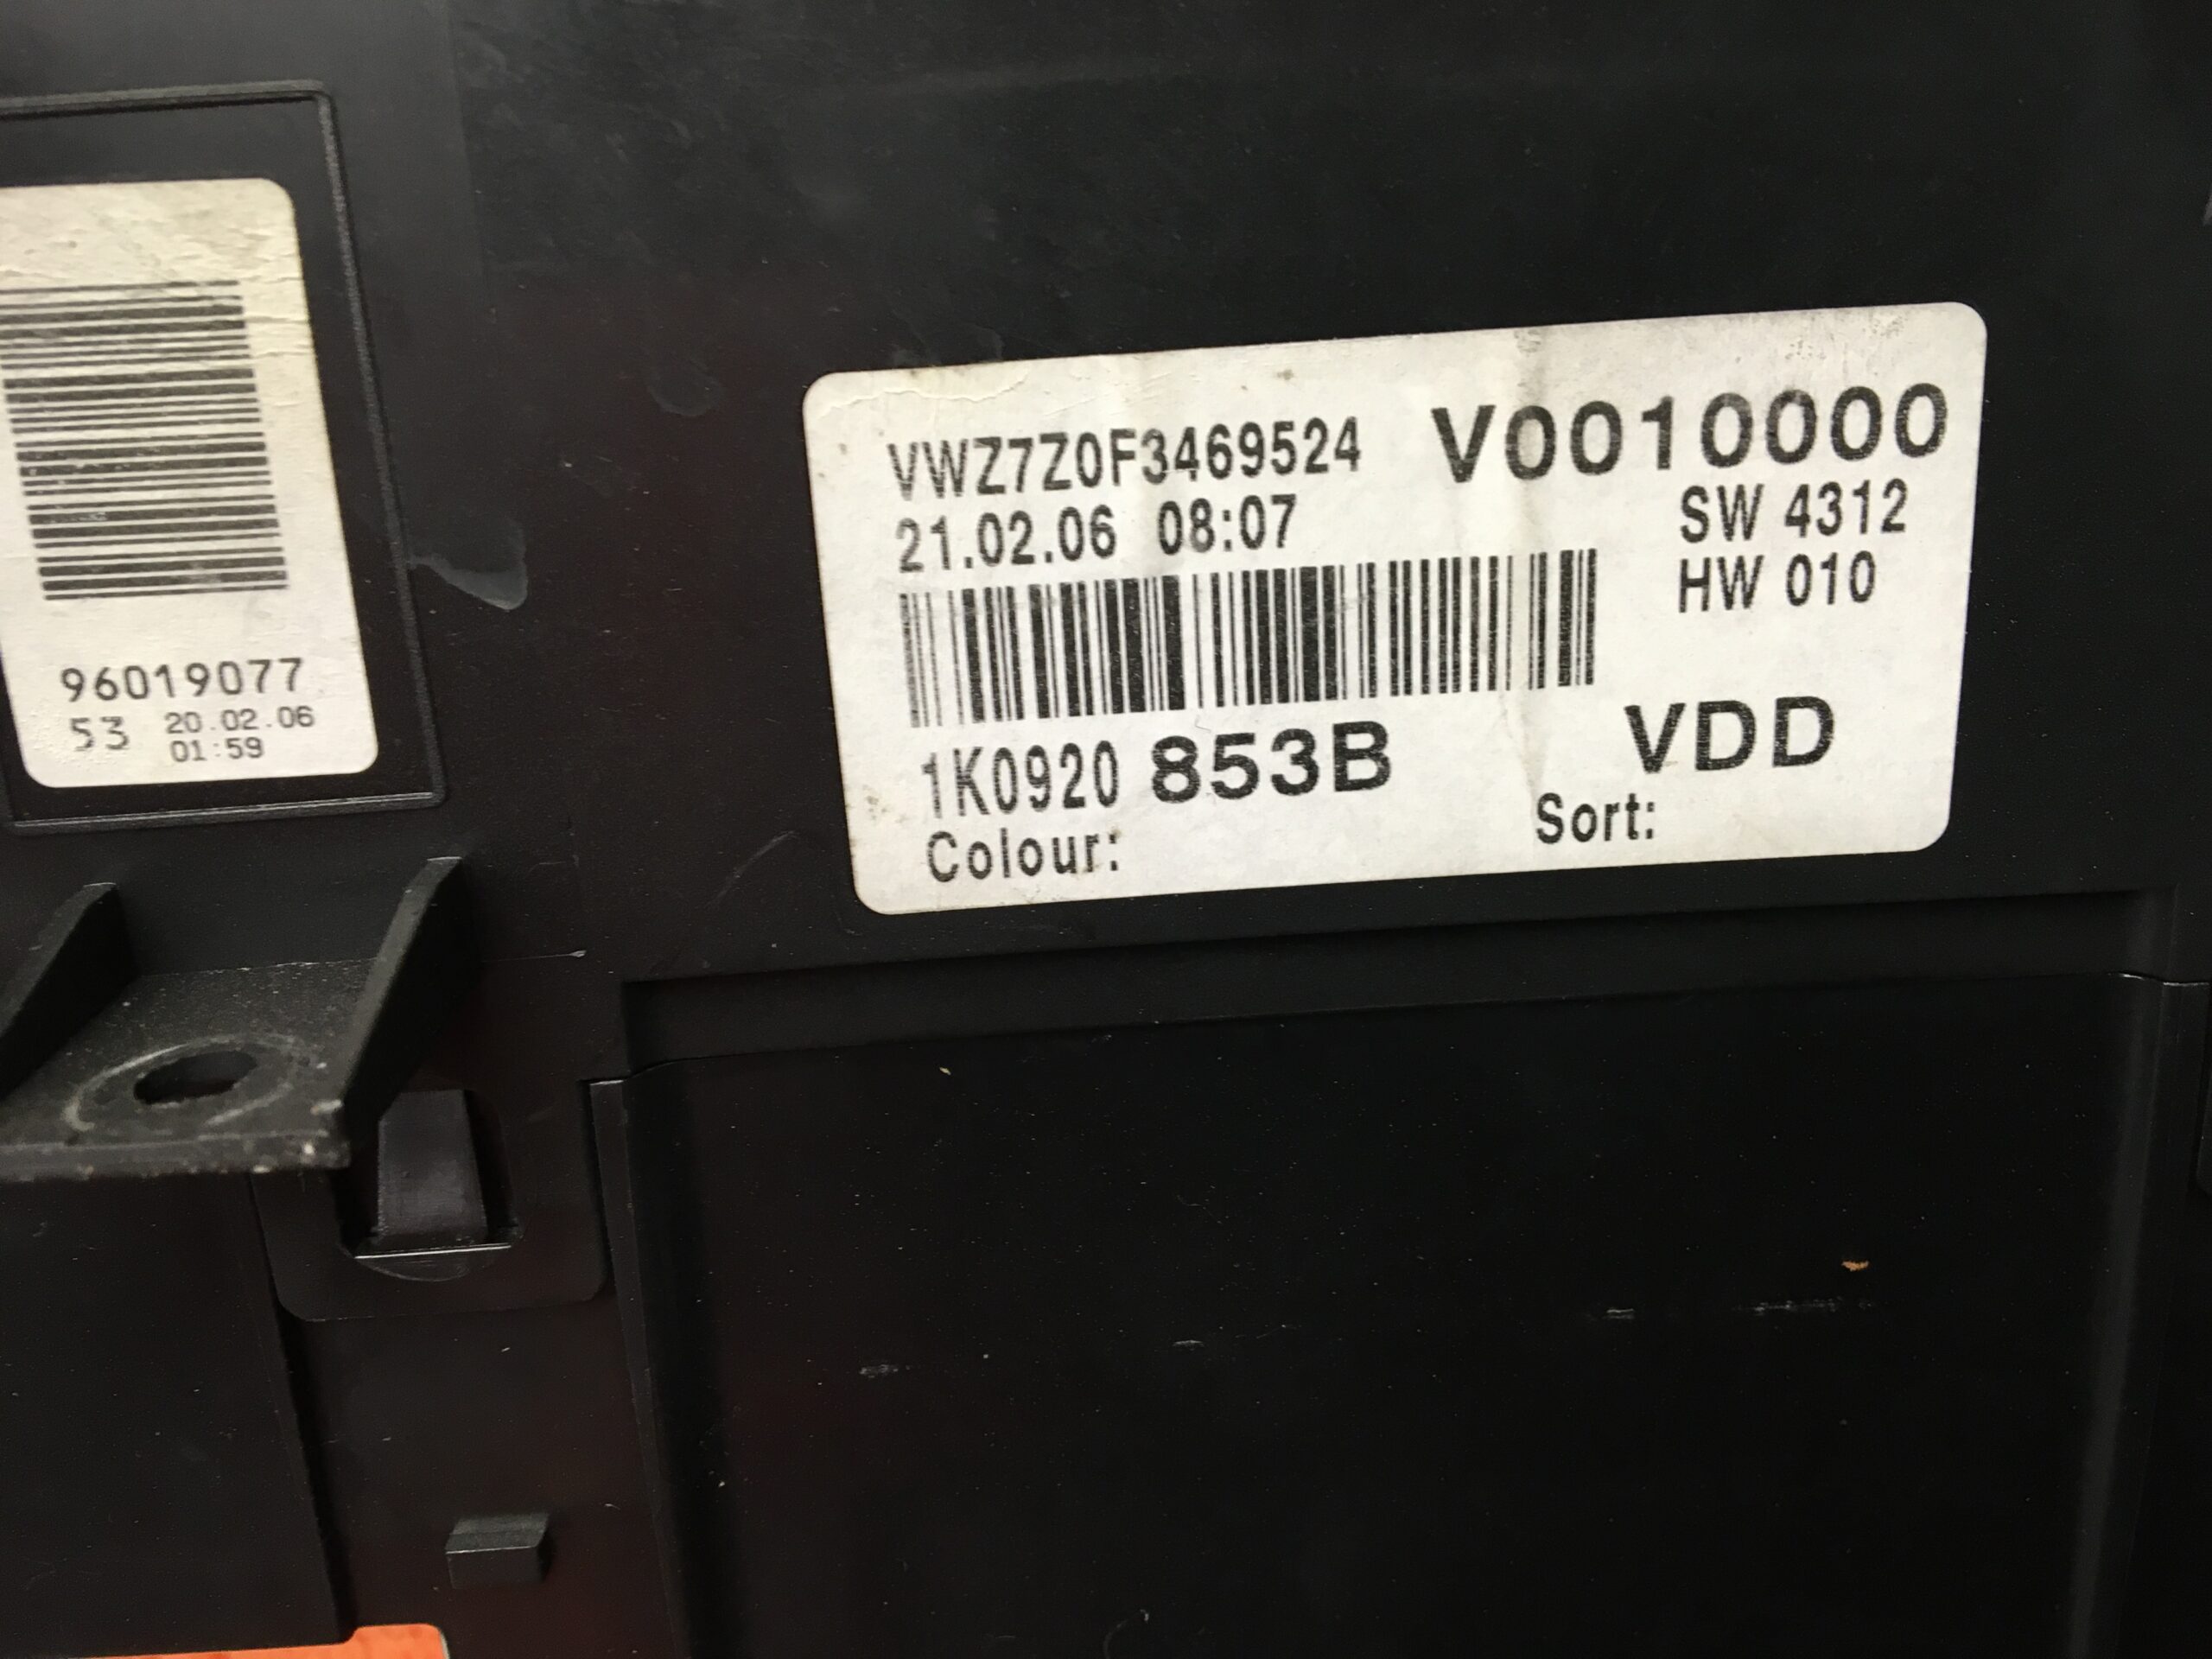 96019077
53 20.02.06
01:59
VWZ7Z0F3469524 V0010000
21.02.06 08:07 SW 4312
HW 010
1K0920 853B VDD
Colour: Sort: